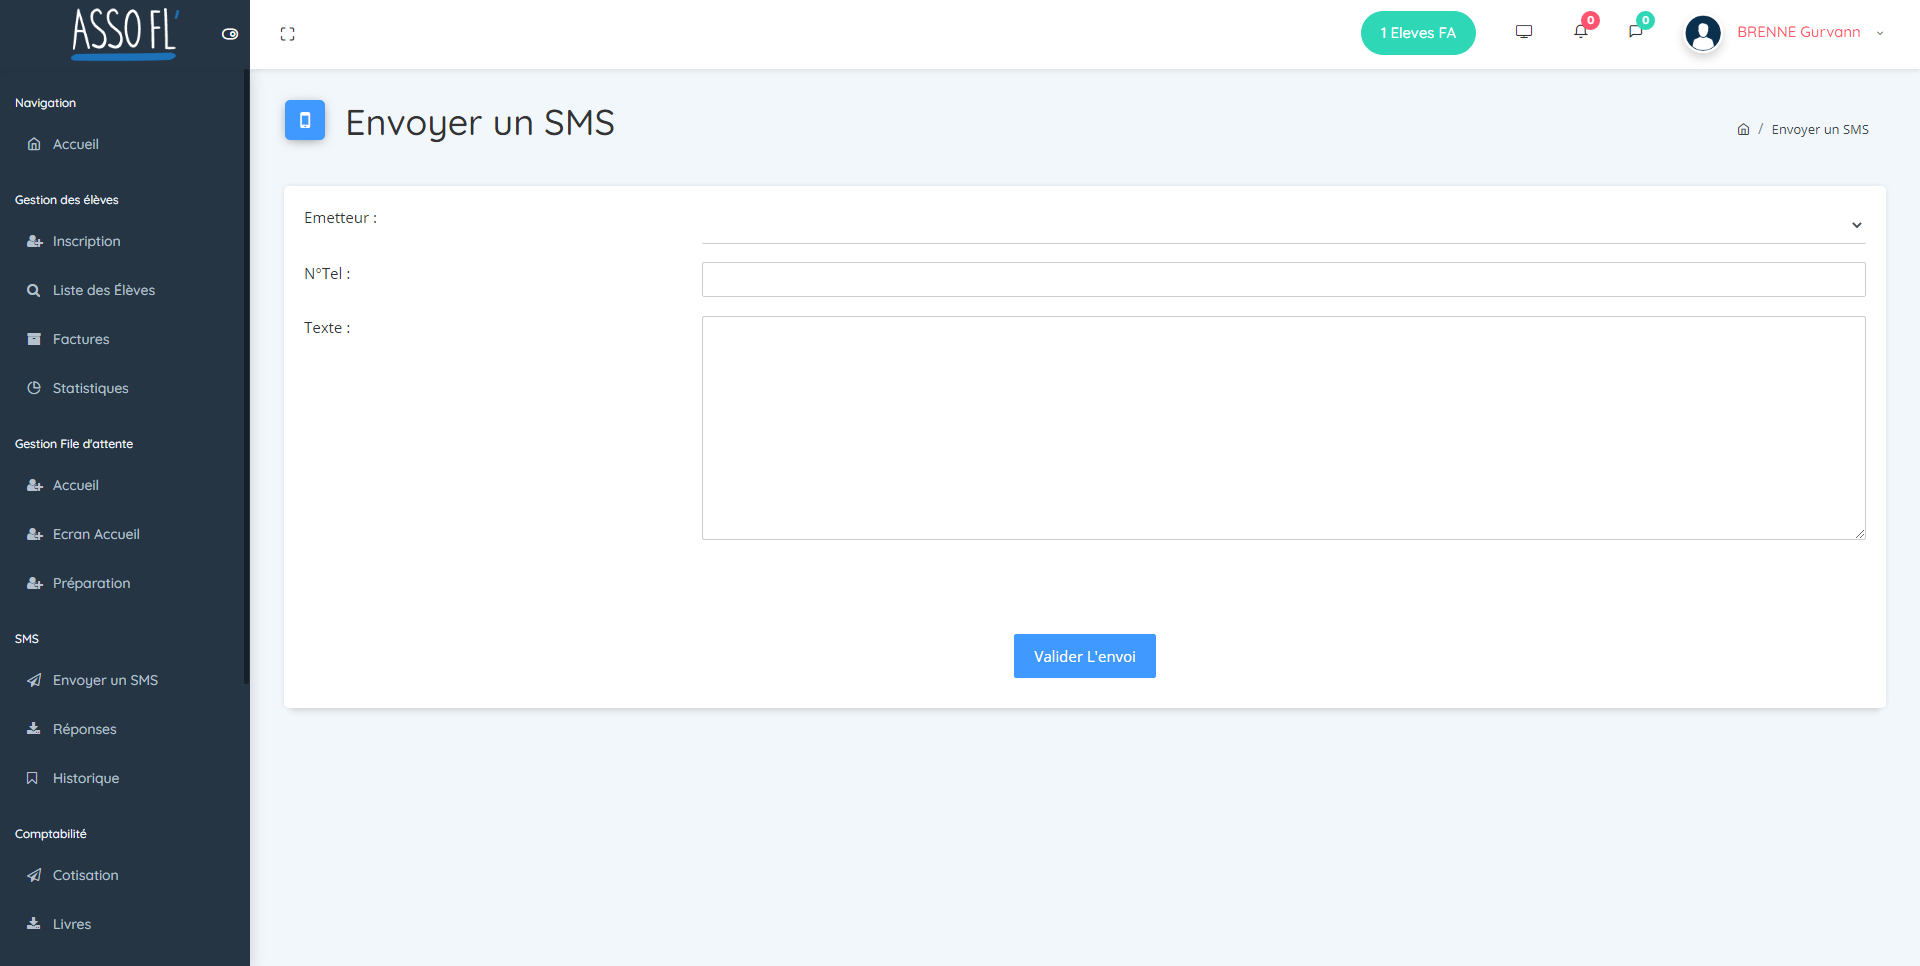 ASSO FL'
1 Eleves FA
0
0
BRENNE Gurvann
Navigation
Accueil
Gestion des élèves
Inscription
Liste des Élèves
Factures
Statistiques
Gestion File d'attente
Accueil
Ecran Accueil
Préparation
SMS
Envoyer un SMS
Réponses
Historique
Comptabilité
Cotisation
Livres
Envoyer un SMS
/ Envoyer un SMS
Emetteur :
N°Tel :
Texte :
Valider L'envoi